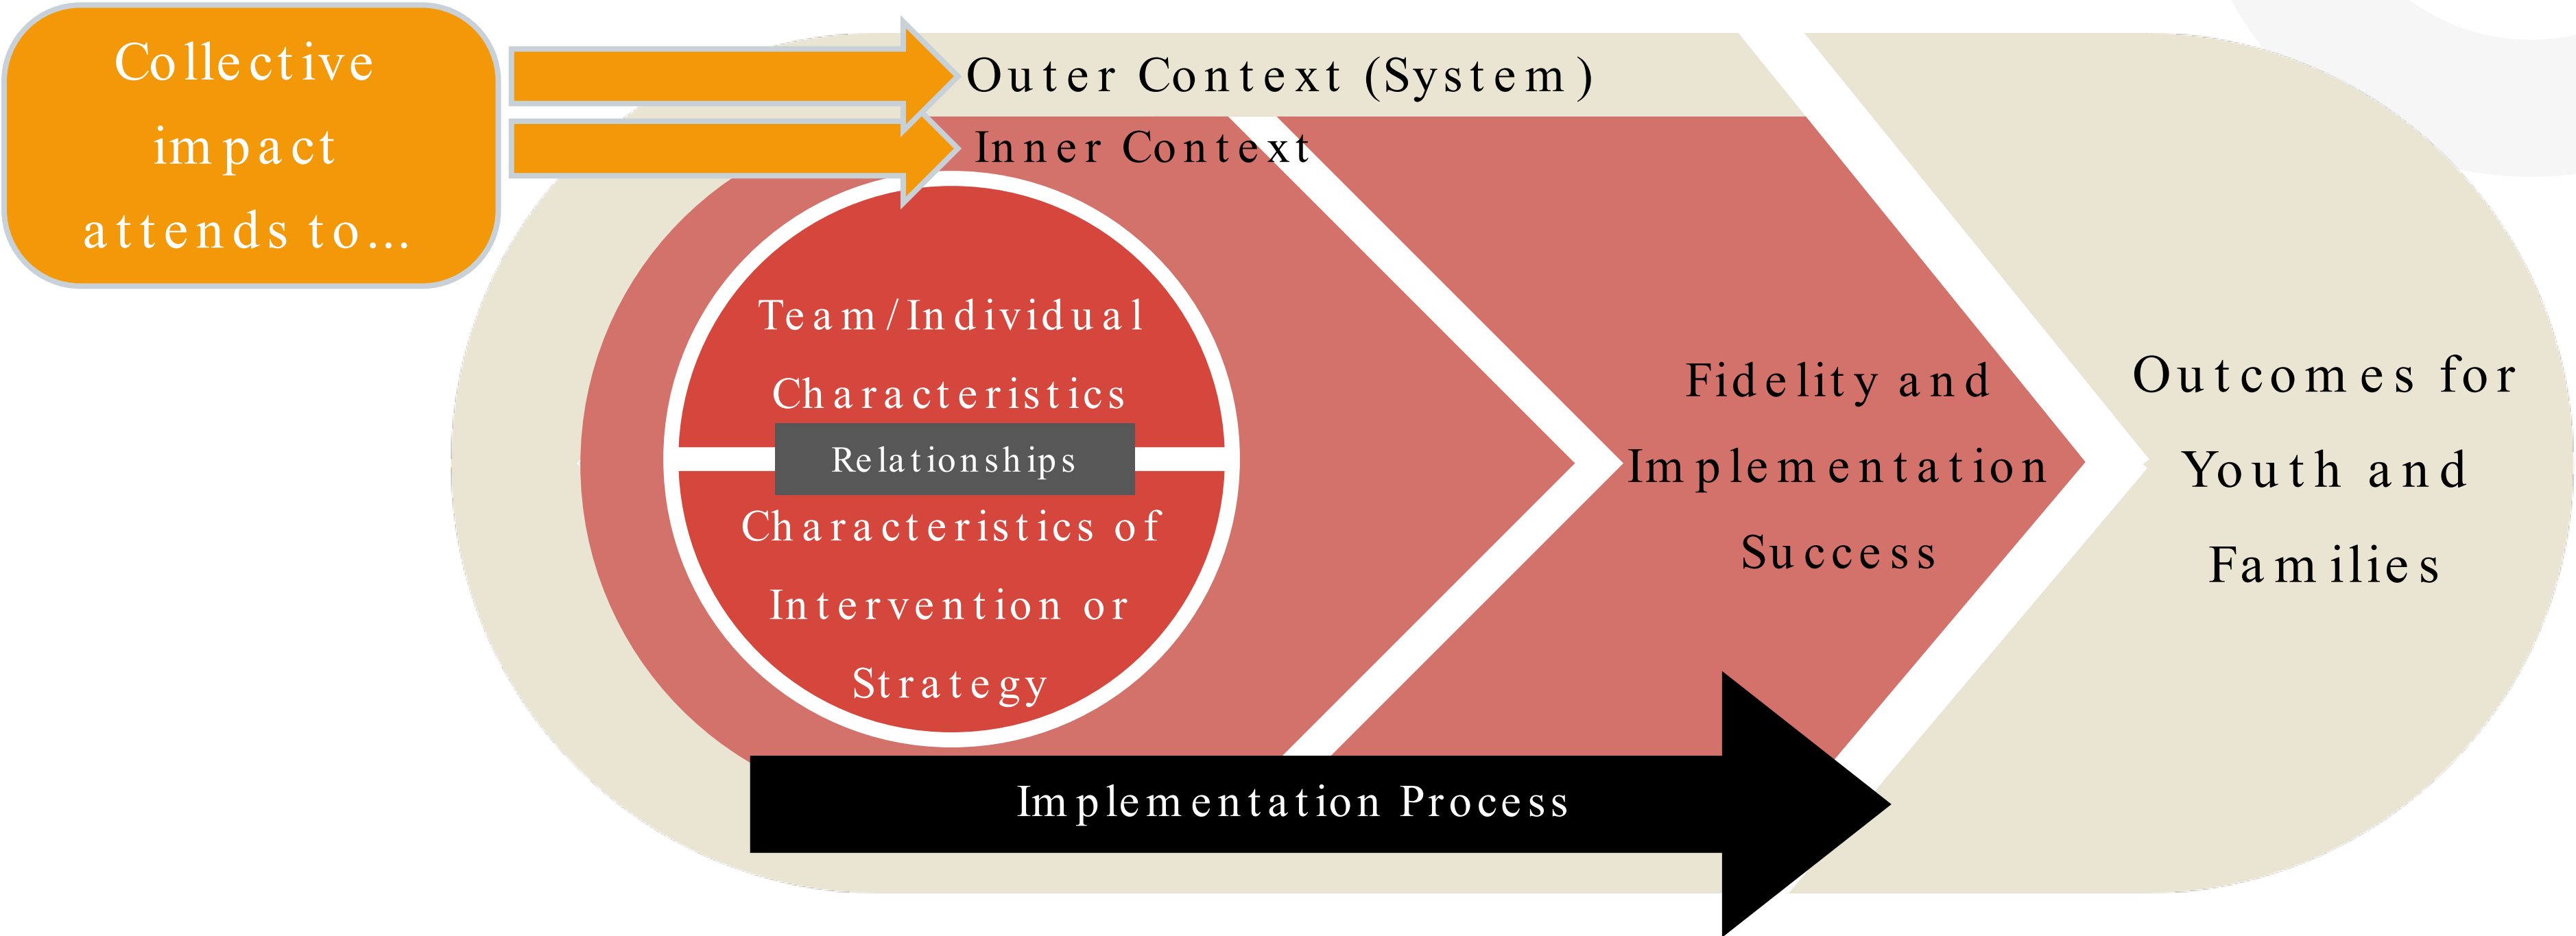 Collective
impact
attends to...
Outer Context (System)
Inner Context
Team/Individual
Characteristics
Relationships
Characteristics of
Intervention or
Strategy
Fidelity and
Implementation
Success
Outcomes for
Youth and
Families
Implementation Process